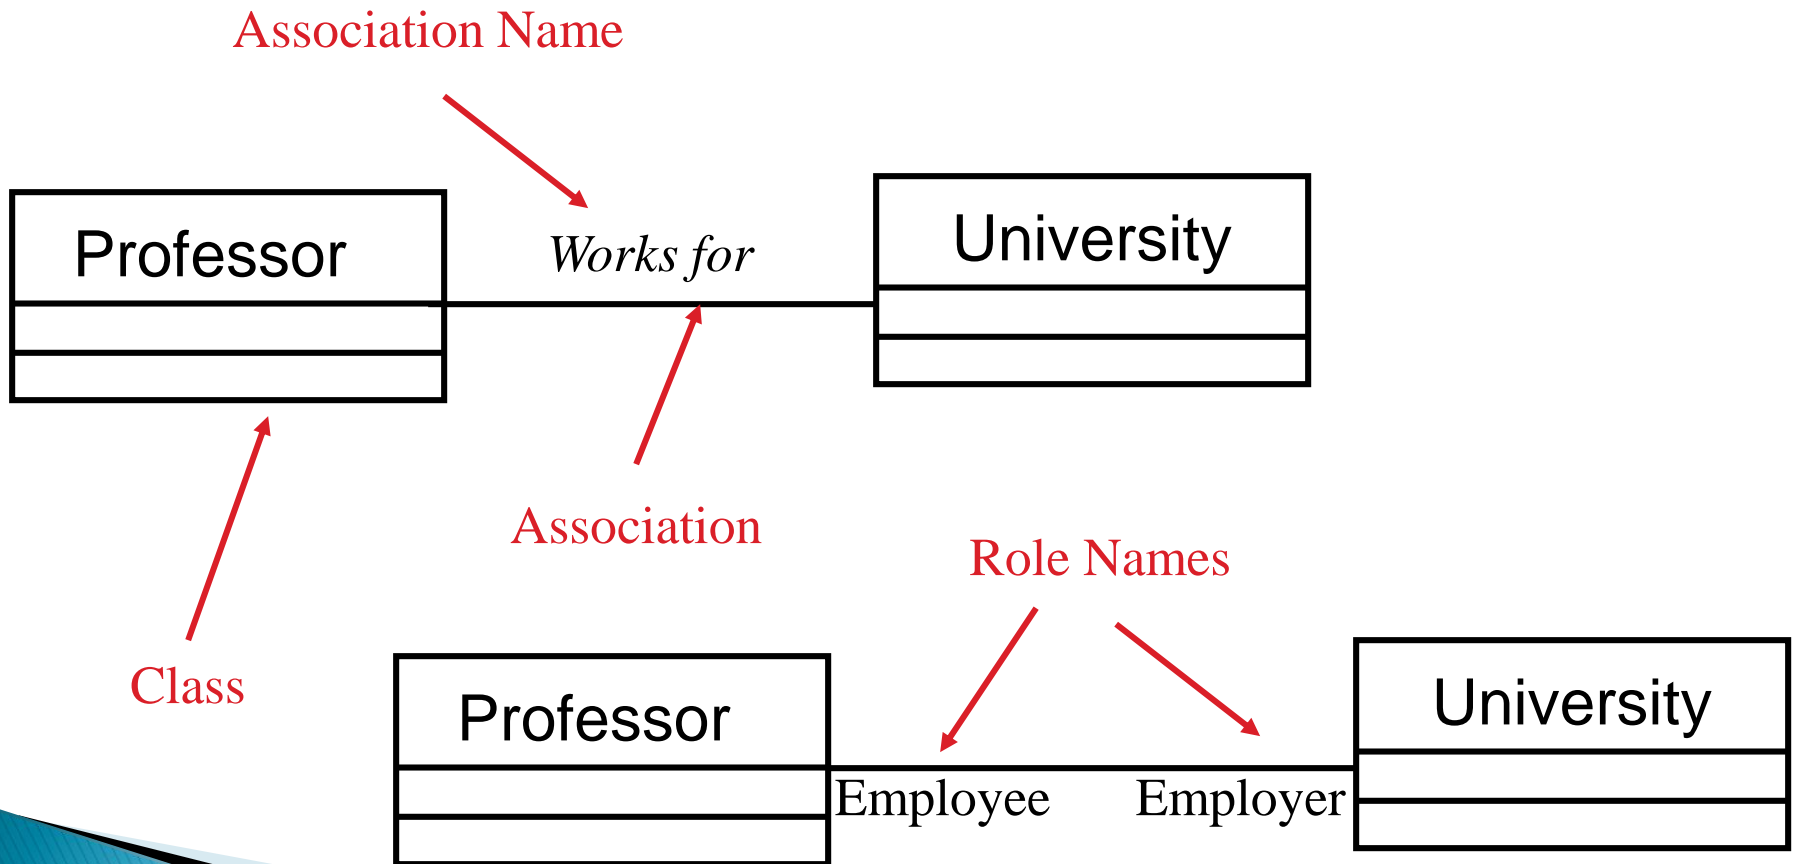 Association Name
Professor
Works for
University
Association
Role Names
Class
Professor
University
Employee
Employer